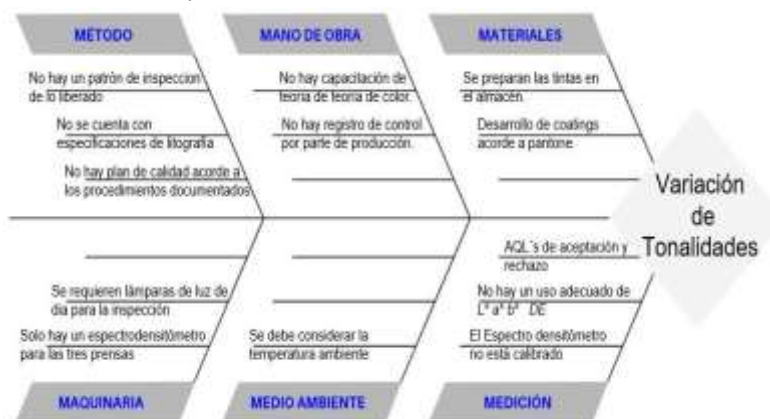 MÉTODO
MANO DE OBRA
MATERIALES
No hay un patrón de inspeccion
de lo liberado
No se cuenta con
especificaciones de litografía
No hay plan de calidad acorde a
los procedimientos documentados
No hay capacitación de
teoria de teoria de color.
No hay registro de control
por parte de producción.
Se preparan las tintas en
el almacén.
Desarrollo de coatings
acorde a pantone
Variación
de
Tonalidades
Se requieren lámparas de luz de
dia para la inspección
Solo hay un espectrodensitómetro
para las tres prensas
Se debe considerar la
temperatura ambiente
AQL´s de aceptación y
rechazo
No hay un uso adecuado de
L* a* b* DE
El Espectro densitómetro
no está calibrado
MAQUINARIA
MEDIO AMBIENTE
MEDICIÓN